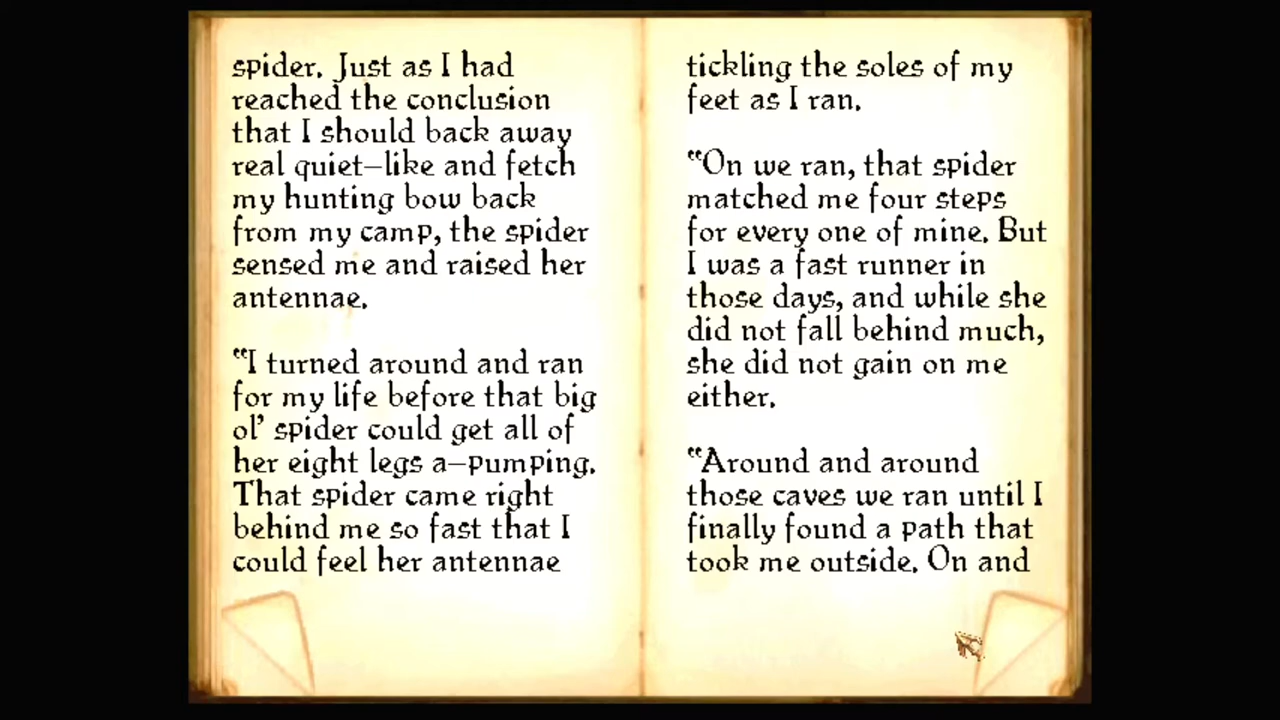 spider. Just as I had
reached the conclusion
that I should back away
real quiet–like and fetch
my hunting bow back
from my camp, the spider
sensed me and raised her
antennae.
“I turned around and ran
for my life before that big
ol’ spider could get all of
her eight legs a–pumping.
That spider came right
behind me so fast that I
could feel her antennae
tickling the soles of my
feet as I ran.
“On we ran, that spider
matched me four steps
for every one of mine. But
I was a fast runner in
those days, and while she
did not fall behind much,
she did not gain on me
either.
“Around and around
those caves we ran until I
finally found a path that
took me outside. On and